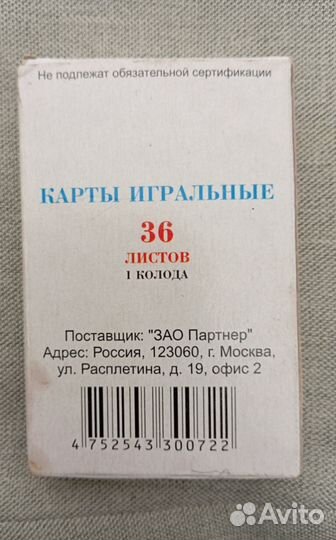 Не подлежат обязательной сертификации
КАРТЫ ИГРАЛЬНЫЕ
36
ЛИСТОВ
1 КОЛОДА
Поставщик: "ЗАО Партнер"
Адрес: Россия, 123060, г. Москва,
ул. Расплетина, д. 19, офис 2
4 752543 300722
Avito